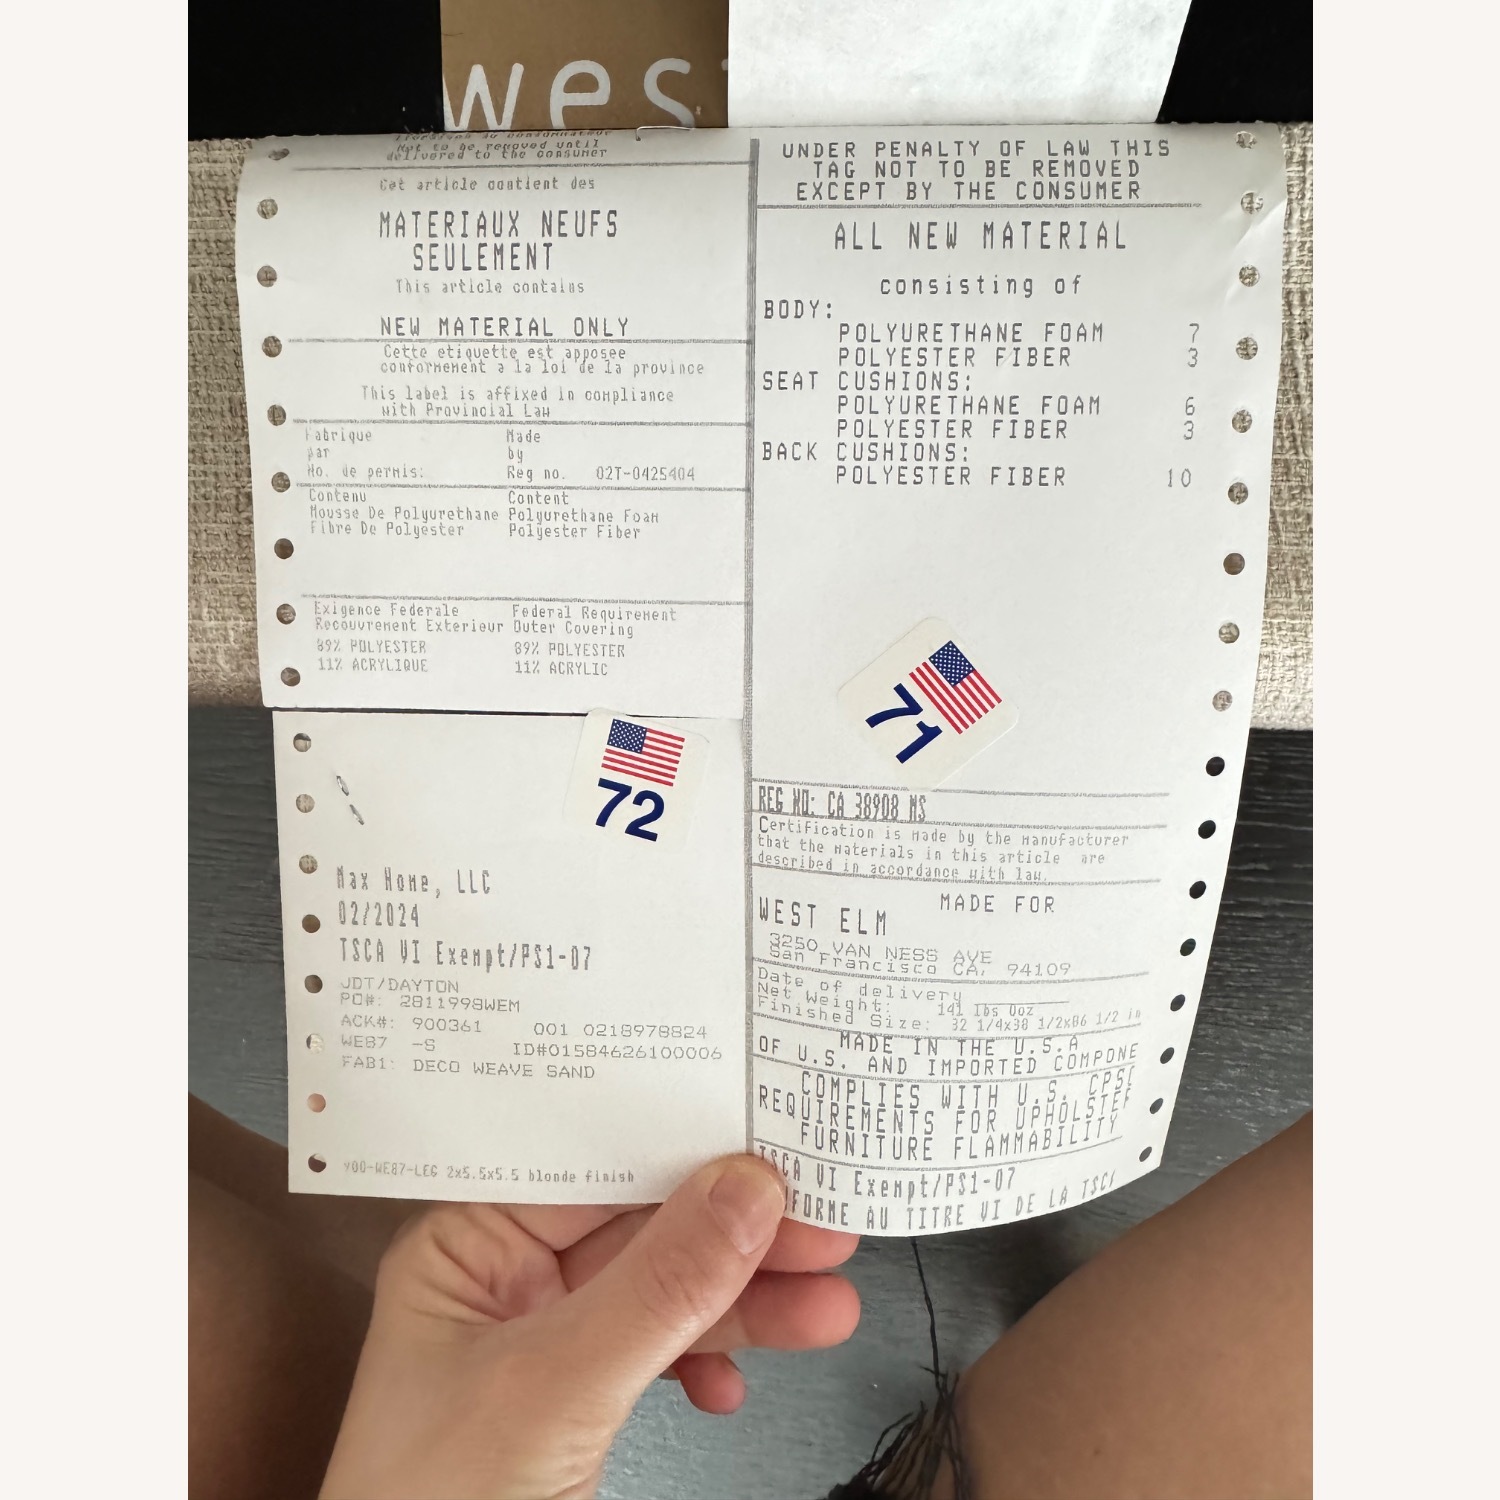 wes
Not to be removed until
delivered to the consumer
Cet article contient des
MATERIAUX NEUFS
SEULEMENT
This article contains
NEW MATERIAL ONLY
Cette etiquette est apposee
conformement a la loi de la province
This label is affixed in compliance
with Provincial Law
Fabrique Made
par by
No. de permis: Reg no. 02T-0425404
Contenu Content
Mousse De Polyurethane Polyurethane Foam
Fibre De Polyester Polyester Fiber
Exigence Federale Federal Requirement
Recouvrement Exterieur Outer Covering
89% POLYESTER 89% POLYESTER
11% ACRYLIQUE 11% ACRYLIC
72
Max Home, LLC
02/2024
TSCA VI Exempt/PS1-07
JDT/DAYTON
PO#: 2811998WEM
ACK#: 900361 001 0218978824
WE87 -S ID#01584626100006
FAB1: DECO WEAVE SAND
Y00-WE87-LEG 2x5.5x5.5 blonde finish
UNDER PENALTY OF LAW THIS
TAG NOT TO BE REMOVED
EXCEPT BY THE CONSUMER
ALL NEW MATERIAL
consisting of
BODY:
POLYURETHANE FOAM 7
POLYESTER FIBER 3
SEAT CUSHIONS:
POLYURETHANE FOAM 6
POLYESTER FIBER 3
BACK CUSHIONS:
POLYESTER FIBER 10
71
REG NO: CA 38908 MS
Certification is made by the manufacturer
that the materials in this article are
described in accordance with law.
MADE FOR
WEST ELM
3250 VAN NESS AVE
San Francisco CA, 94109
Date of delivery
Net Weight: 141 lbs 0oz
Finished Size: 32 1/4x38 1/2x86 1/2 in
MADE IN THE U.S.A
OF U.S. AND IMPORTED COMPONE
COMPLIES WITH U.S. CPSC
REQUIREMENTS FOR UPHOLSTER
FURNITURE FLAMMABILITY
TSCA VI Exempt/PS1-07
FORME AU TITRE VI DE LA TSCA